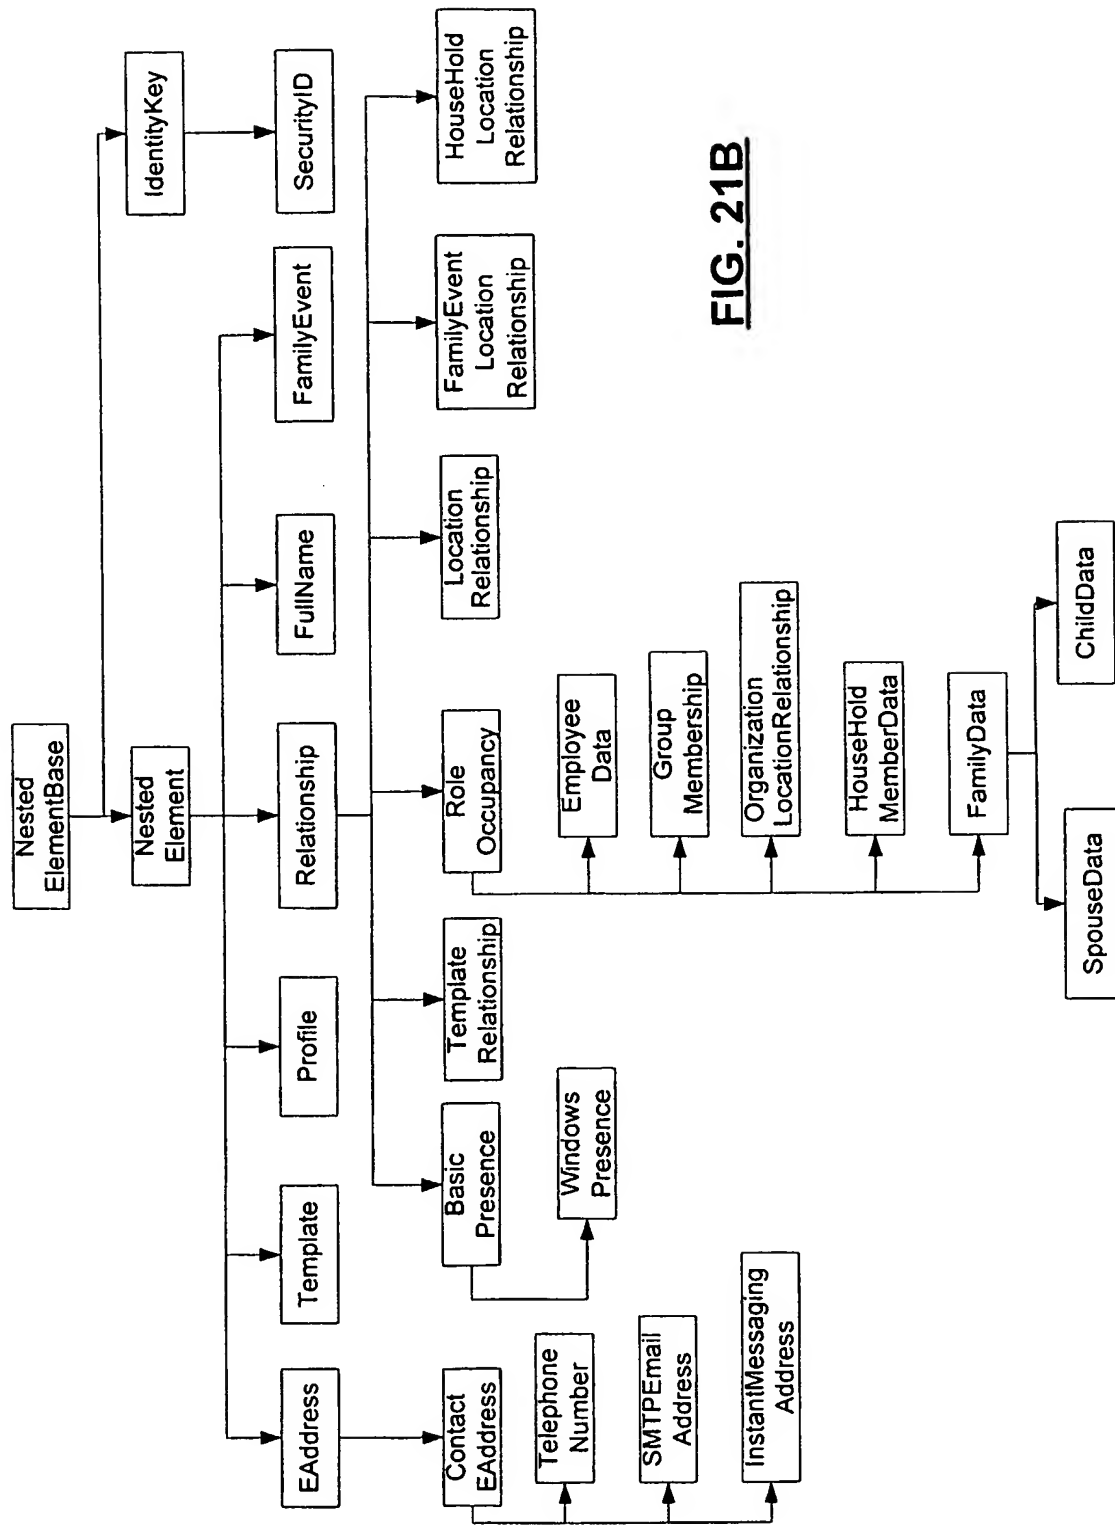 Nested
ElementBase
Nested
Element
IdentityKey
EAddress
Template
Profile
Relationship
FullName
FamilyEvent
SecurityID
Contact
EAddress
Basic
Presence
Template
Relationship
Role
Occupancy
Location
Relationship
FamilyEvent
Location
Relationship
HouseHold
Location
Relationship
Telephone
Number
SMTPEmail
Address
InstantMessaging
Address
Windows
Presence
Employee
Data
Group
Membership
Organization
LocationRelationship
HouseHold
MemberData
FamilyData
SpouseData
ChildData
FIG. 21B